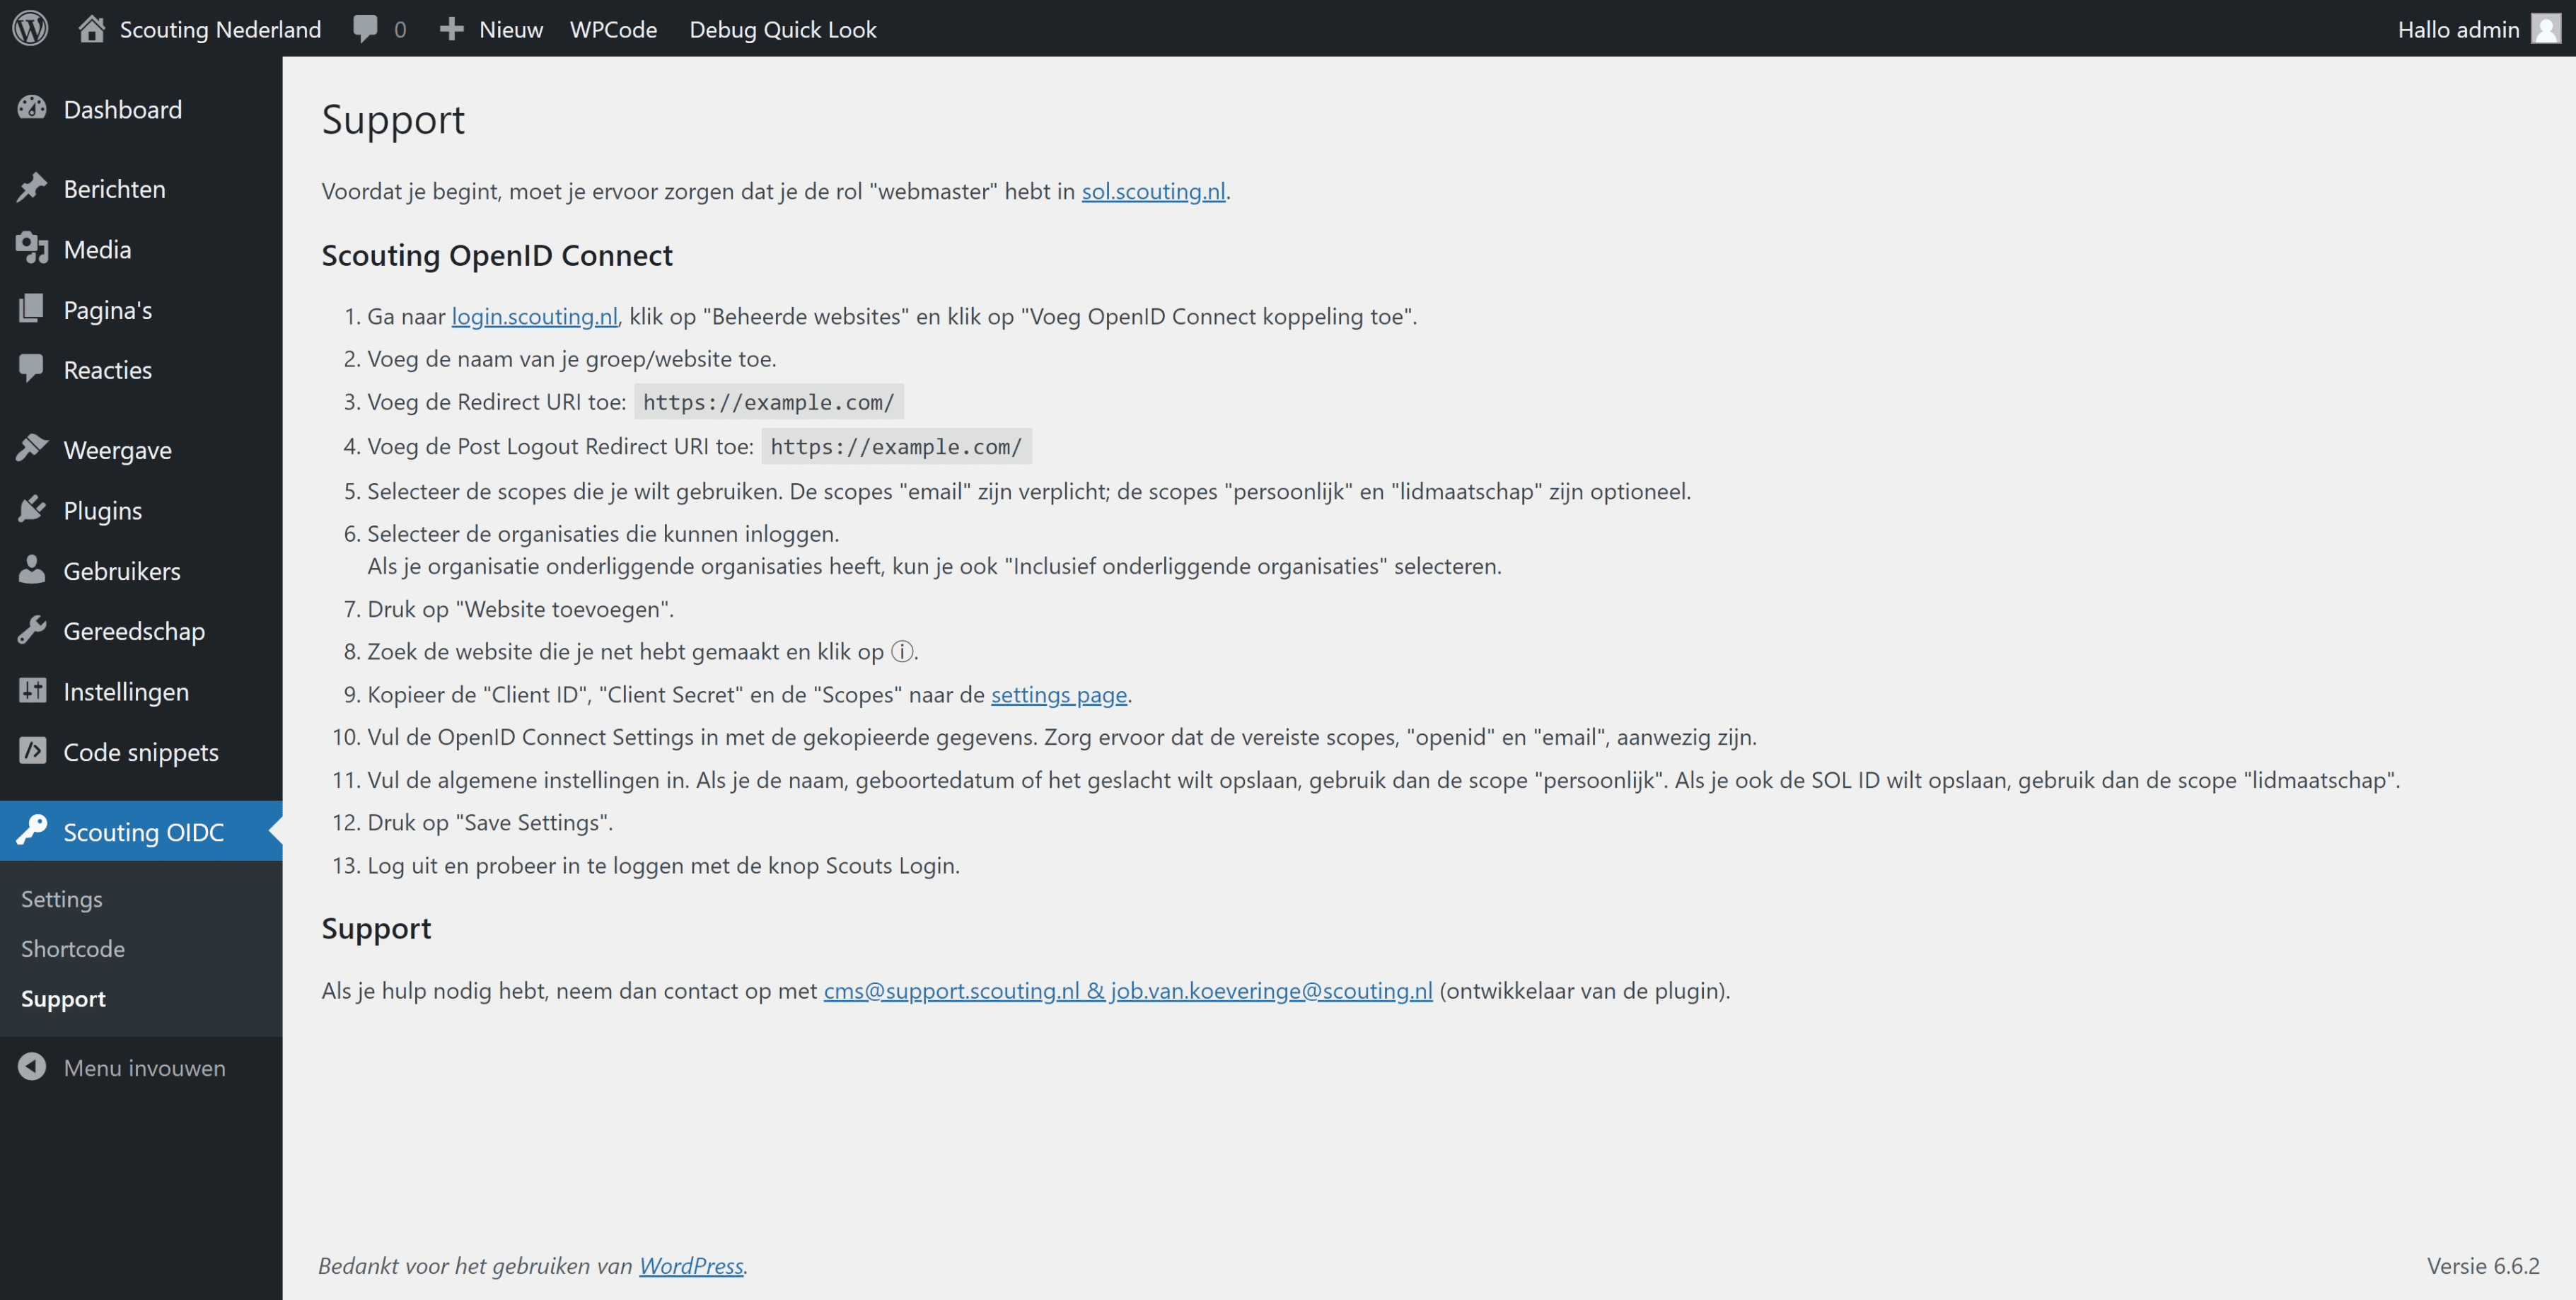 Scouting Nederland 0 Nieuw WPCode Debug Quick Look Hallo admin
Dashboard
Berichten
Media
Pagina's
Reacties
Weergave
Plugins
Gebruikers
Gereedschap
Instellingen
Code snippets
Scouting OIDC
Settings
Shortcode
Support
Menu invouwen
Support
Voordat je begint, moet je ervoor zorgen dat je de rol "webmaster" hebt in sol.scouting.nl.
Scouting OpenID Connect
1. Ga naar login.scouting.nl, klik op "Beheerde websites" en klik op "Voeg OpenID Connect koppeling toe".
2. Voeg de naam van je groep/website toe.
3. Voeg de Redirect URI toe: https://example.com/
4. Voeg de Post Logout Redirect URI toe: https://example.com/
5. Selecteer de scopes die je wilt gebruiken. De scopes "email" zijn verplicht; de scopes "persoonlijk" en "lidmaatschap" zijn optioneel.
6. Selecteer de organisaties die kunnen inloggen.
Als je organisatie onderliggende organisaties heeft, kun je ook "Inclusief onderliggende organisaties" selecteren.
7. Druk op "Website toevoegen".
8. Zoek de website die je net hebt gemaakt en klik op ⓘ.
9. Kopieer de "Client ID", "Client Secret" en de "Scopes" naar de settings page.
10. Vul de OpenID Connect Settings in met de gekopieerde gegevens. Zorg ervoor dat de vereiste scopes, "openid" en "email", aanwezig zijn.
11. Vul de algemene instellingen in. Als je de naam, geboortedatum of het geslacht wilt opslaan, gebruik dan de scope "persoonlijk". Als je ook de SOL ID wilt opslaan, gebruik dan de scope "lidmaatschap".
12. Druk op "Save Settings".
13. Log uit en probeer in te loggen met de knop Scouts Login.
Support
Als je hulp nodig hebt, neem dan contact op met cms@support.scouting.nl & job.van.koeveringe@scouting.nl (ontwikkelaar van de plugin).
Bedankt voor het gebruiken van WordPress.
Versie 6.6.2